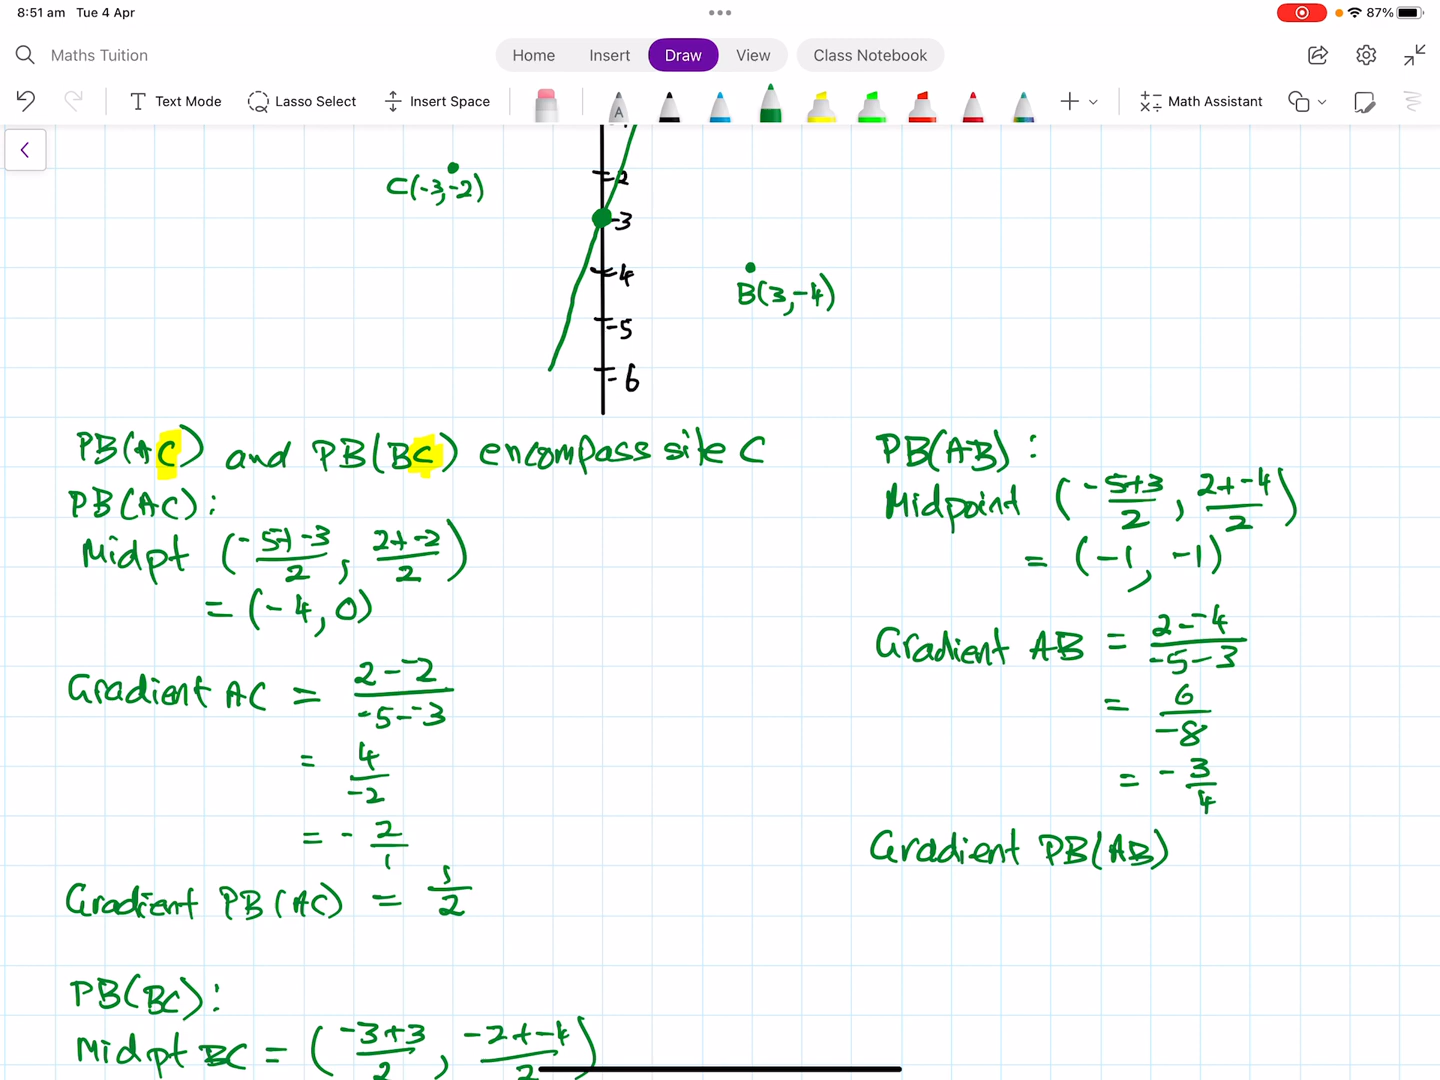 8:51 am Tue 4 Apr
87%
Maths Tuition
Home Insert Draw View Class Notebook
Text Mode Lasso Select Insert Space
A
Math Assistant
C(-3,-2)
-2
-3
B(3,-4)
-4
-5
-6
PB(AC) and PB(BC) encompass site C
PB(AC):
Midpt (-5+-3/2, 2+-2/2)
= (-4, 0)
Gradient AC = 2--2/-5--3
= 4/-2
= -2/1
Gradient PB(AC) = 1/2
PB(BC):
Midpt BC = (-3+3/2, -2+-4/2)
PB(AB):
Midpoint (-5+3/2, 2+-4/2)
= (-1, -1)
Gradient AB = 2--4/-5-3
= 6/-8
= -3/4
Gradient PB(AB)